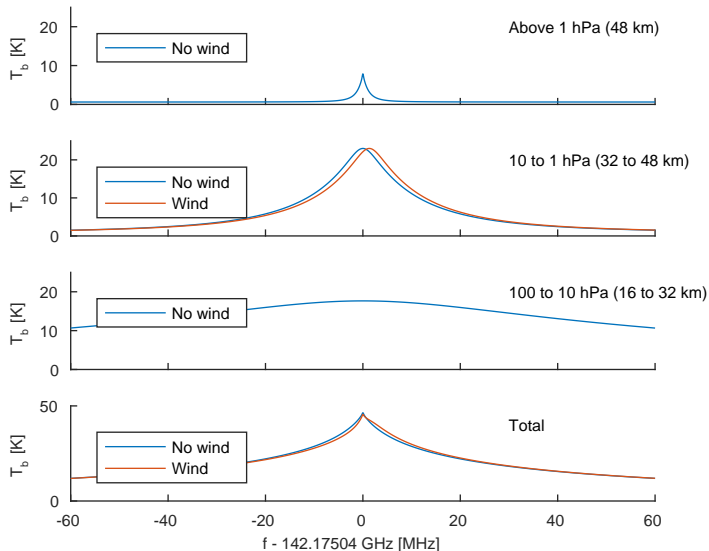 Above 1 hPa (48 km)
T_b [K]
20
10
0
No wind
10 to 1 hPa (32 to 48 km)
T_b [K]
20
10
0
No wind
Wind
100 to 10 hPa (16 to 32 km)
T_b [K]
20
10
0
No wind
Total
T_b [K]
50
0
No wind
Wind
-60 -40 -20 0 20 40 60
f - 142.17504 GHz [MHz]